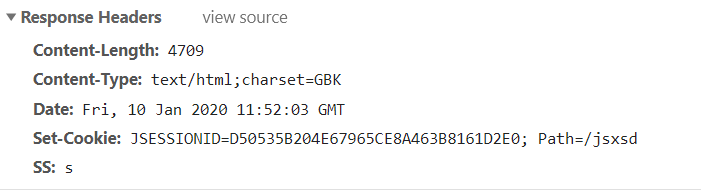 Response Headers view source
Content-Length: 4709
Content-Type: text/html;charset=GBK
Date: Fri, 10 Jan 2020 11:52:03 GMT
Set-Cookie: JSESSIONID=D50535B204E67965CE8A463B8161D2E0; Path=/jsxsd
SS: s